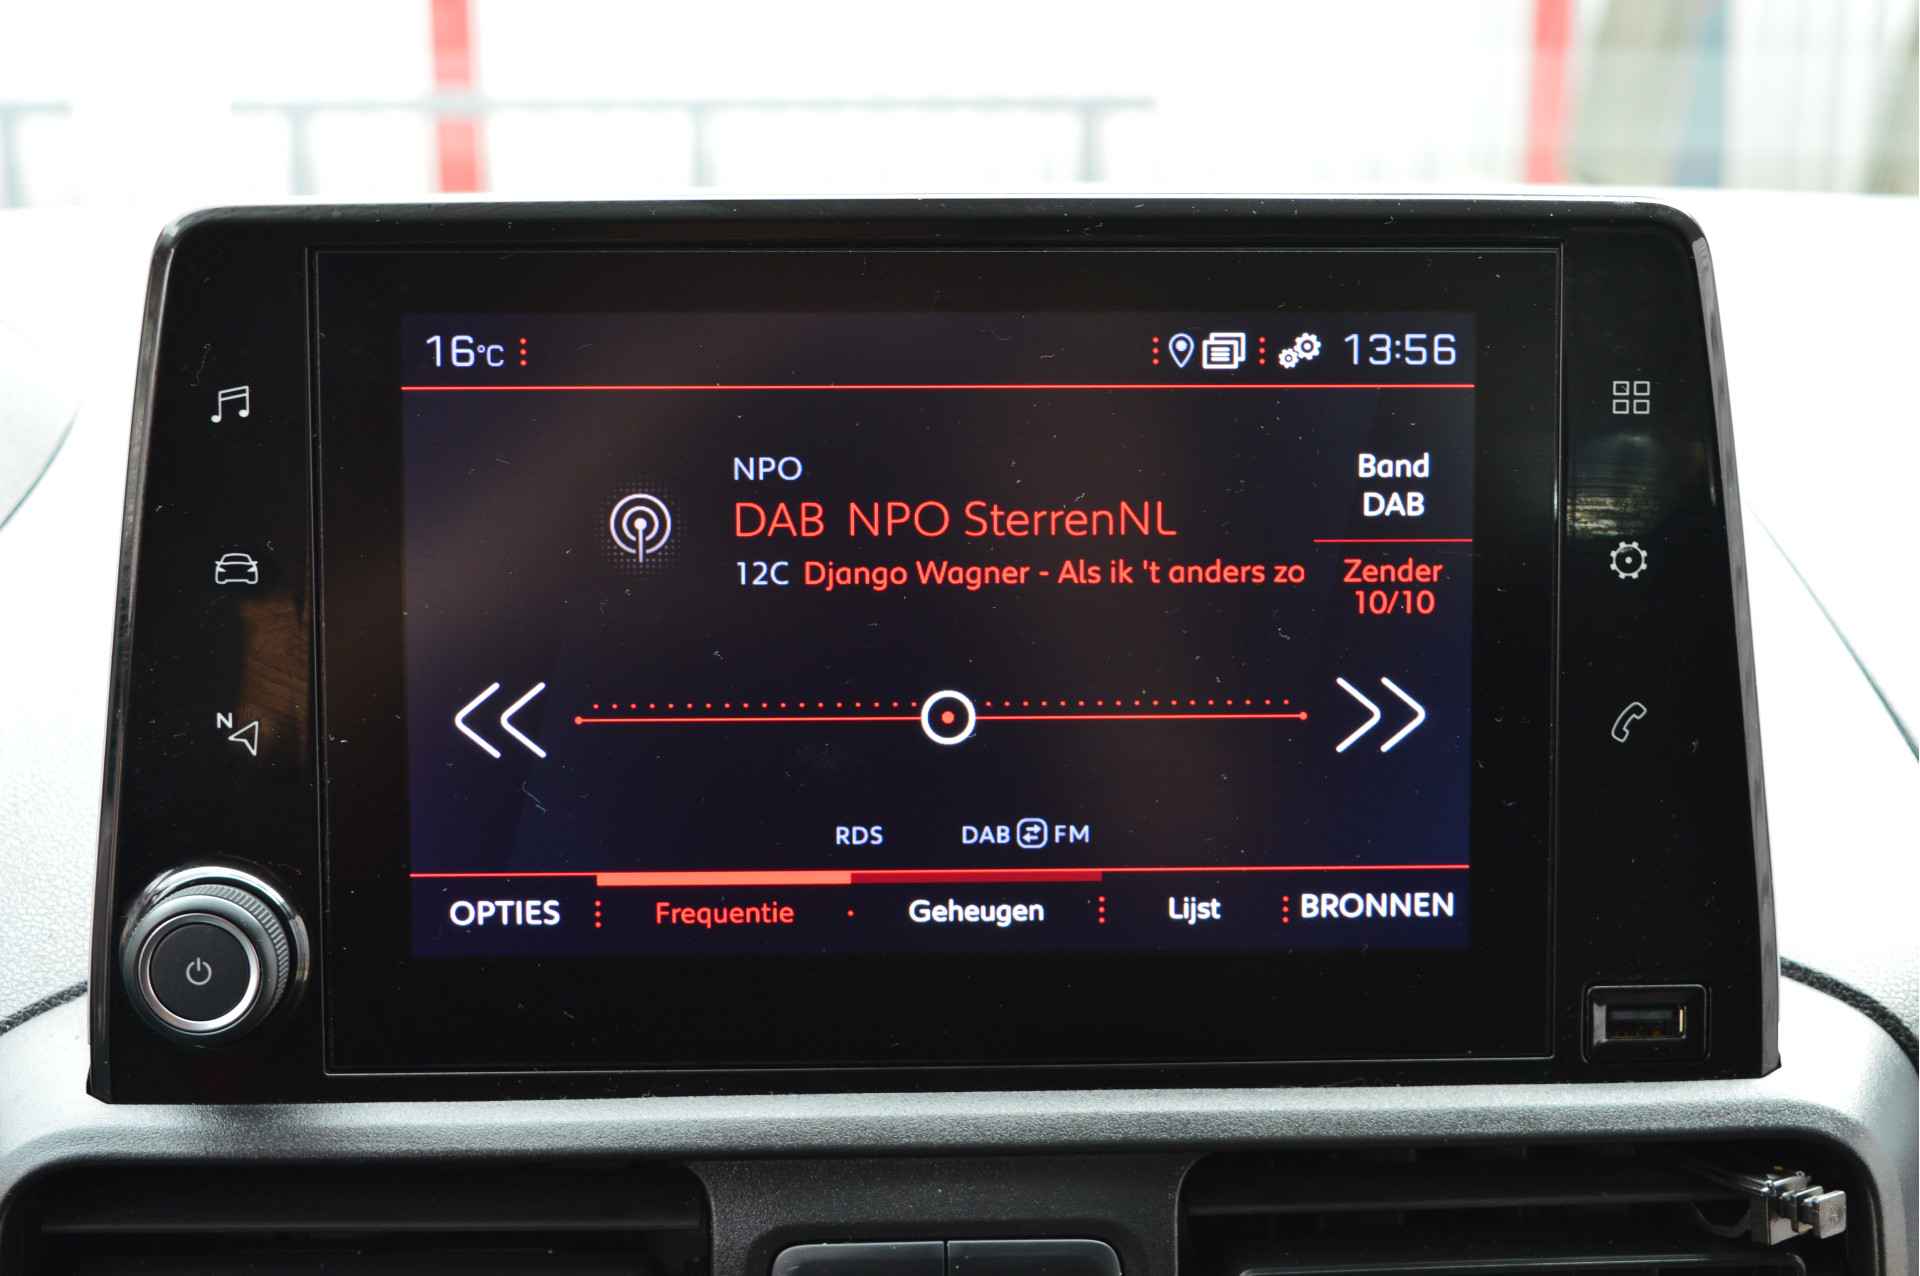 16°C 13:56
NPO
DAB NPO SterrenNL
12C Django Wagner - Als ik 't anders zo
Band
DAB
Zender
10/10
N
RDS DAB FM
OPTIES Frequentie Geheugen Lijst BRONNEN